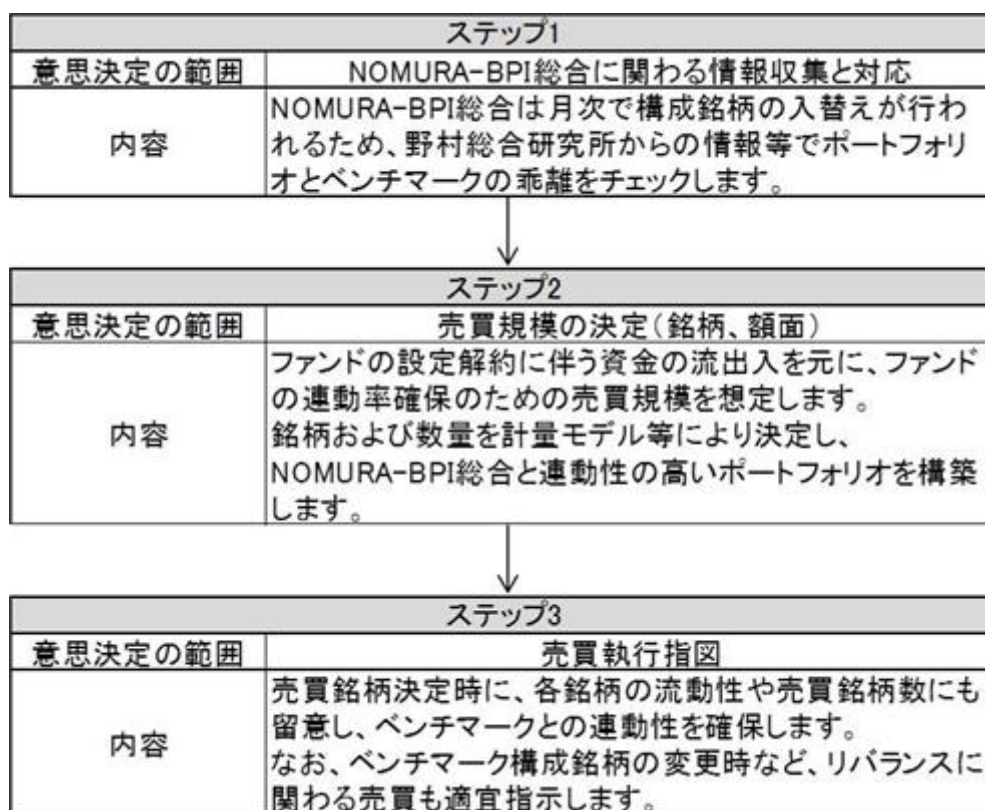 ステップ1
意思決定の範囲 NOMURA-BPI総合に関わる情報収集と対応
内容
NOMURA-BPI総合は月次で構成銘柄の入替えが行わ
れるため、野村総合研究所からの情報等でポートフォリ
オとベンチマークの乖離をチェックします。
ステップ2
意思決定の範囲 売買規模の決定(銘柄、額面)
内容
ファンドの設定解約に伴う資金の流出入を元に、ファンド
の連動率確保のための売買規模を想定します。
銘柄および数量を計量モデル等により決定し、
NOMURA-BPI総合と連動性の高いポートフォリオを構築
します。
ステップ3
意思決定の範囲 売買執行指図
内容
売買銘柄決定時に、各銘柄の流動性や売買銘柄数にも
留意し、ベンチマークとの連動性を確保します。
なお、ベンチマーク構成銘柄の変更時など、リバランスに
関わる売買も適宜指示します。